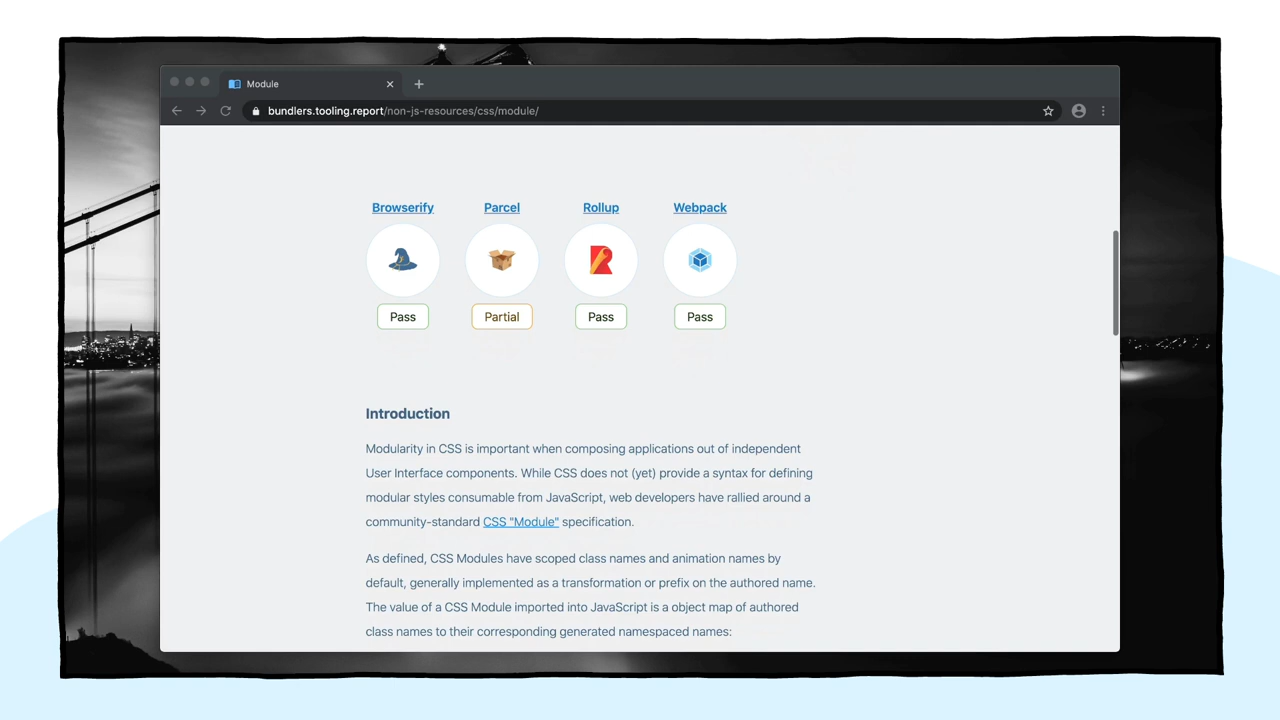 Module
bundlers.tooling.report/non-js-resources/css/module/
Browserify Parcel Rollup Webpack
Pass Partial Pass Pass
Introduction
Modularity in CSS is important when composing applications out of independent
User Interface components. While CSS does not (yet) provide a syntax for defining
modular styles consumable from JavaScript, web developers have rallied around a
community-standard CSS "Module" specification.
As defined, CSS Modules have scoped class names and animation names by
default, generally implemented as a transformation or prefix on the authored name.
The value of a CSS Module imported into JavaScript is a object map of authored
class names to their corresponding generated namespaced names: